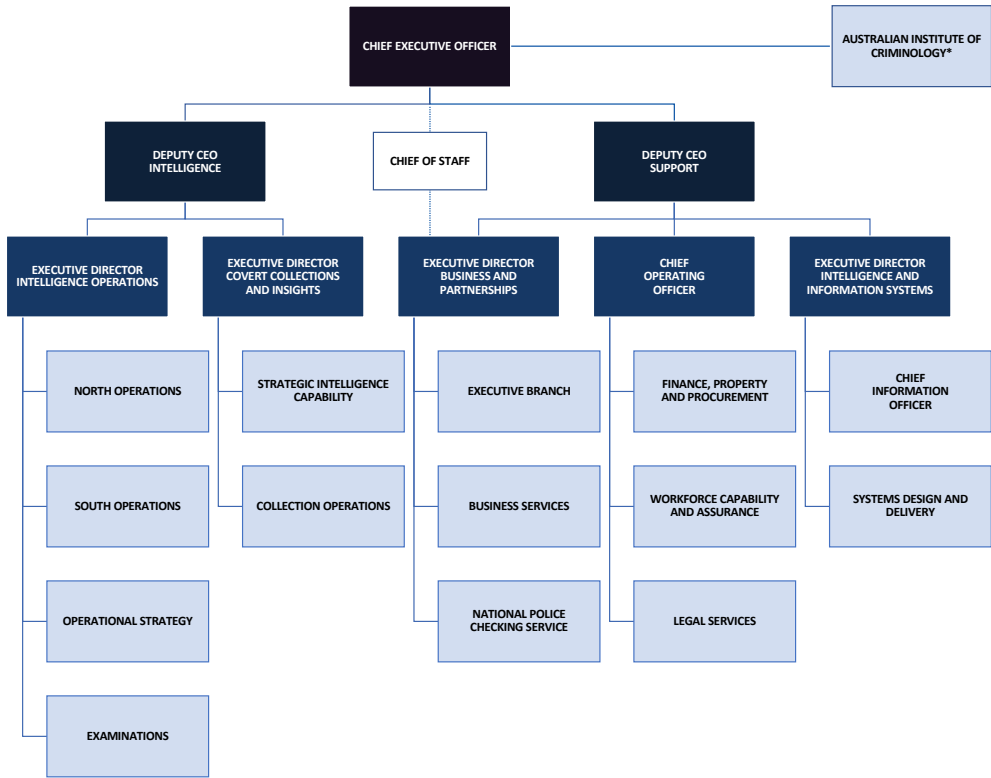 CHIEF EXECUTIVE OFFICER
AUSTRALIAN INSTITUTE OF
CRIMINOLOGY*
DEPUTY CEO
INTELLIGENCE
CHIEF OF STAFF
DEPUTY CEO
SUPPORT
EXECUTIVE DIRECTOR
INTELLIGENCE OPERATIONS
EXECUTIVE DIRECTOR
COVERT COLLECTIONS
AND INSIGHTS
EXECUTIVE DIRECTOR
BUSINESS AND
PARTNERSHIPS
CHIEF
OPERATING
OFFICER
EXECUTIVE DIRECTOR
INTELLIGENCE AND
INFORMATION SYSTEMS
NORTH OPERATIONS
STRATEGIC INTELLIGENCE
CAPABILITY
EXECUTIVE BRANCH
FINANCE, PROPERTY
AND PROCUREMENT
CHIEF
INFORMATION
OFFICER
SOUTH OPERATIONS
COLLECTION OPERATIONS
BUSINESS SERVICES
WORKFORCE CAPABILITY
AND ASSURANCE
SYSTEMS DESIGN AND
DELIVERY
OPERATIONAL STRATEGY
NATIONAL POLICE
CHECKING SERVICE
LEGAL SERVICES
EXAMINATIONS